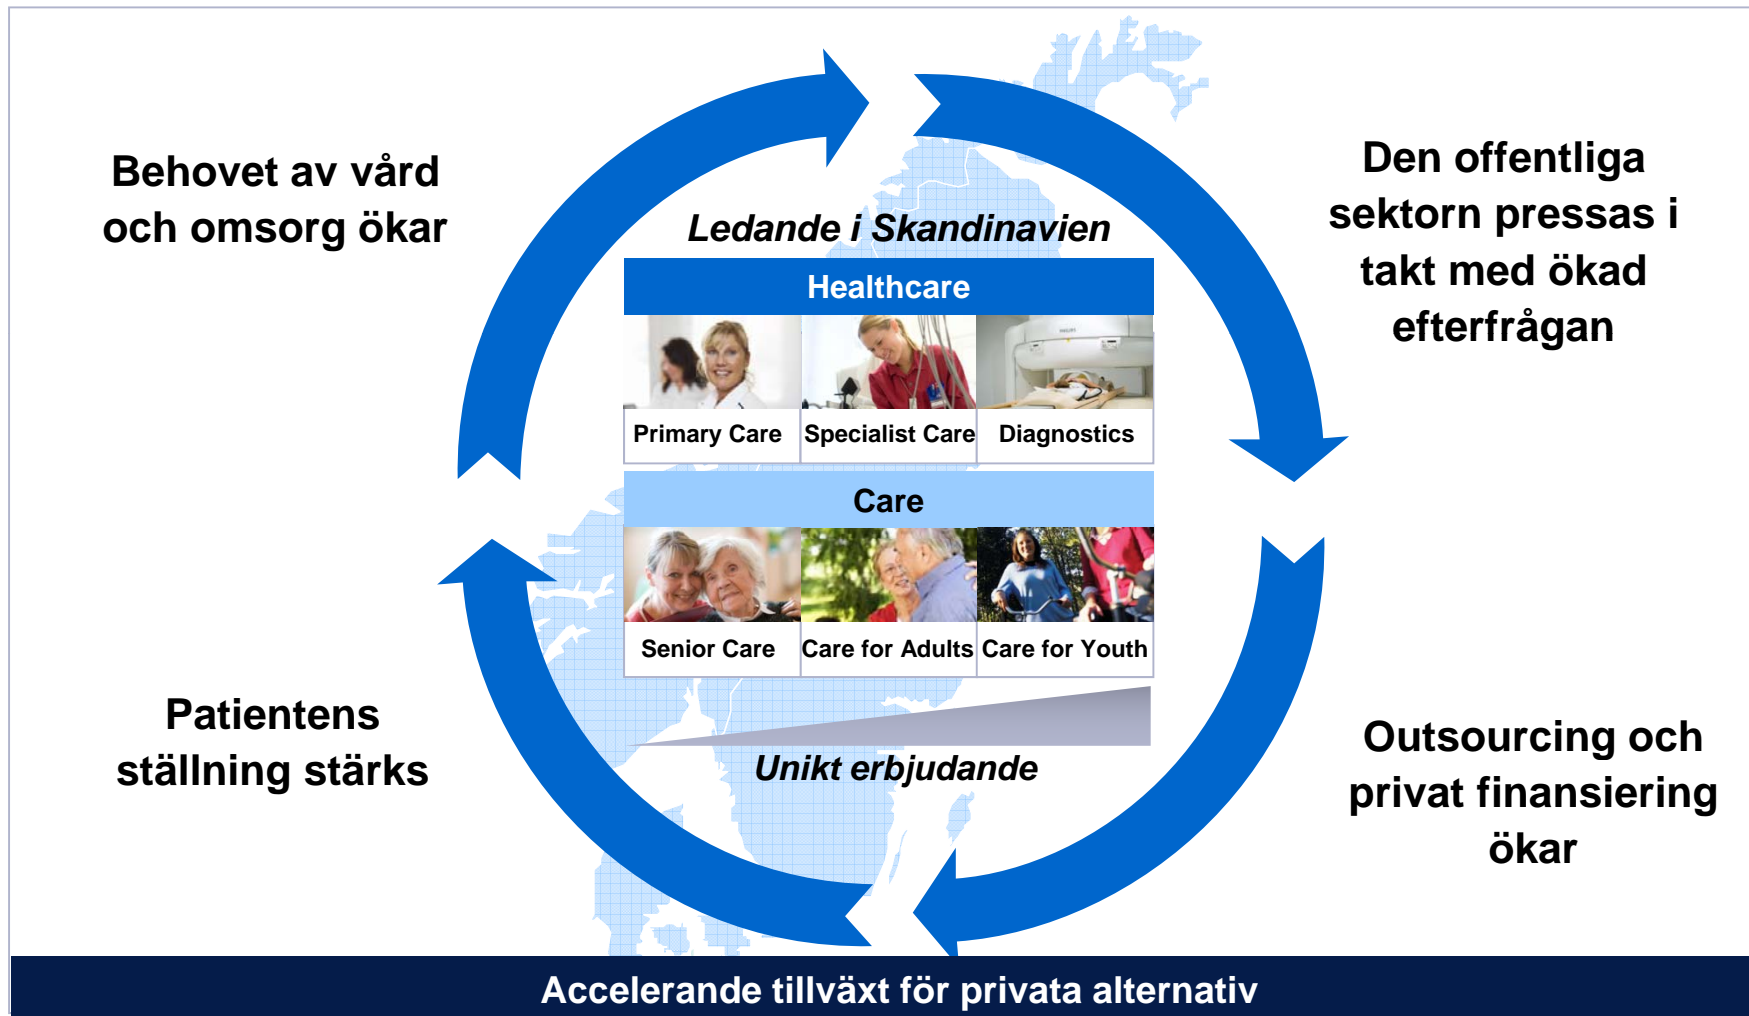 Behovet av vård
och omsorg ökar
Den offentliga
sektorn pressas i
takt med ökad
efterfrågan
Ledande i Skandinavien
Healthcare
Primary Care
Specialist Care
Diagnostics
Care
Senior Care
Care for Adults
Care for Youth
Unikt erbjudande
Patientens
ställning stärks
Outsourcing och
privat finansiering
ökar
Accelerande tillväxt för privata alternativ